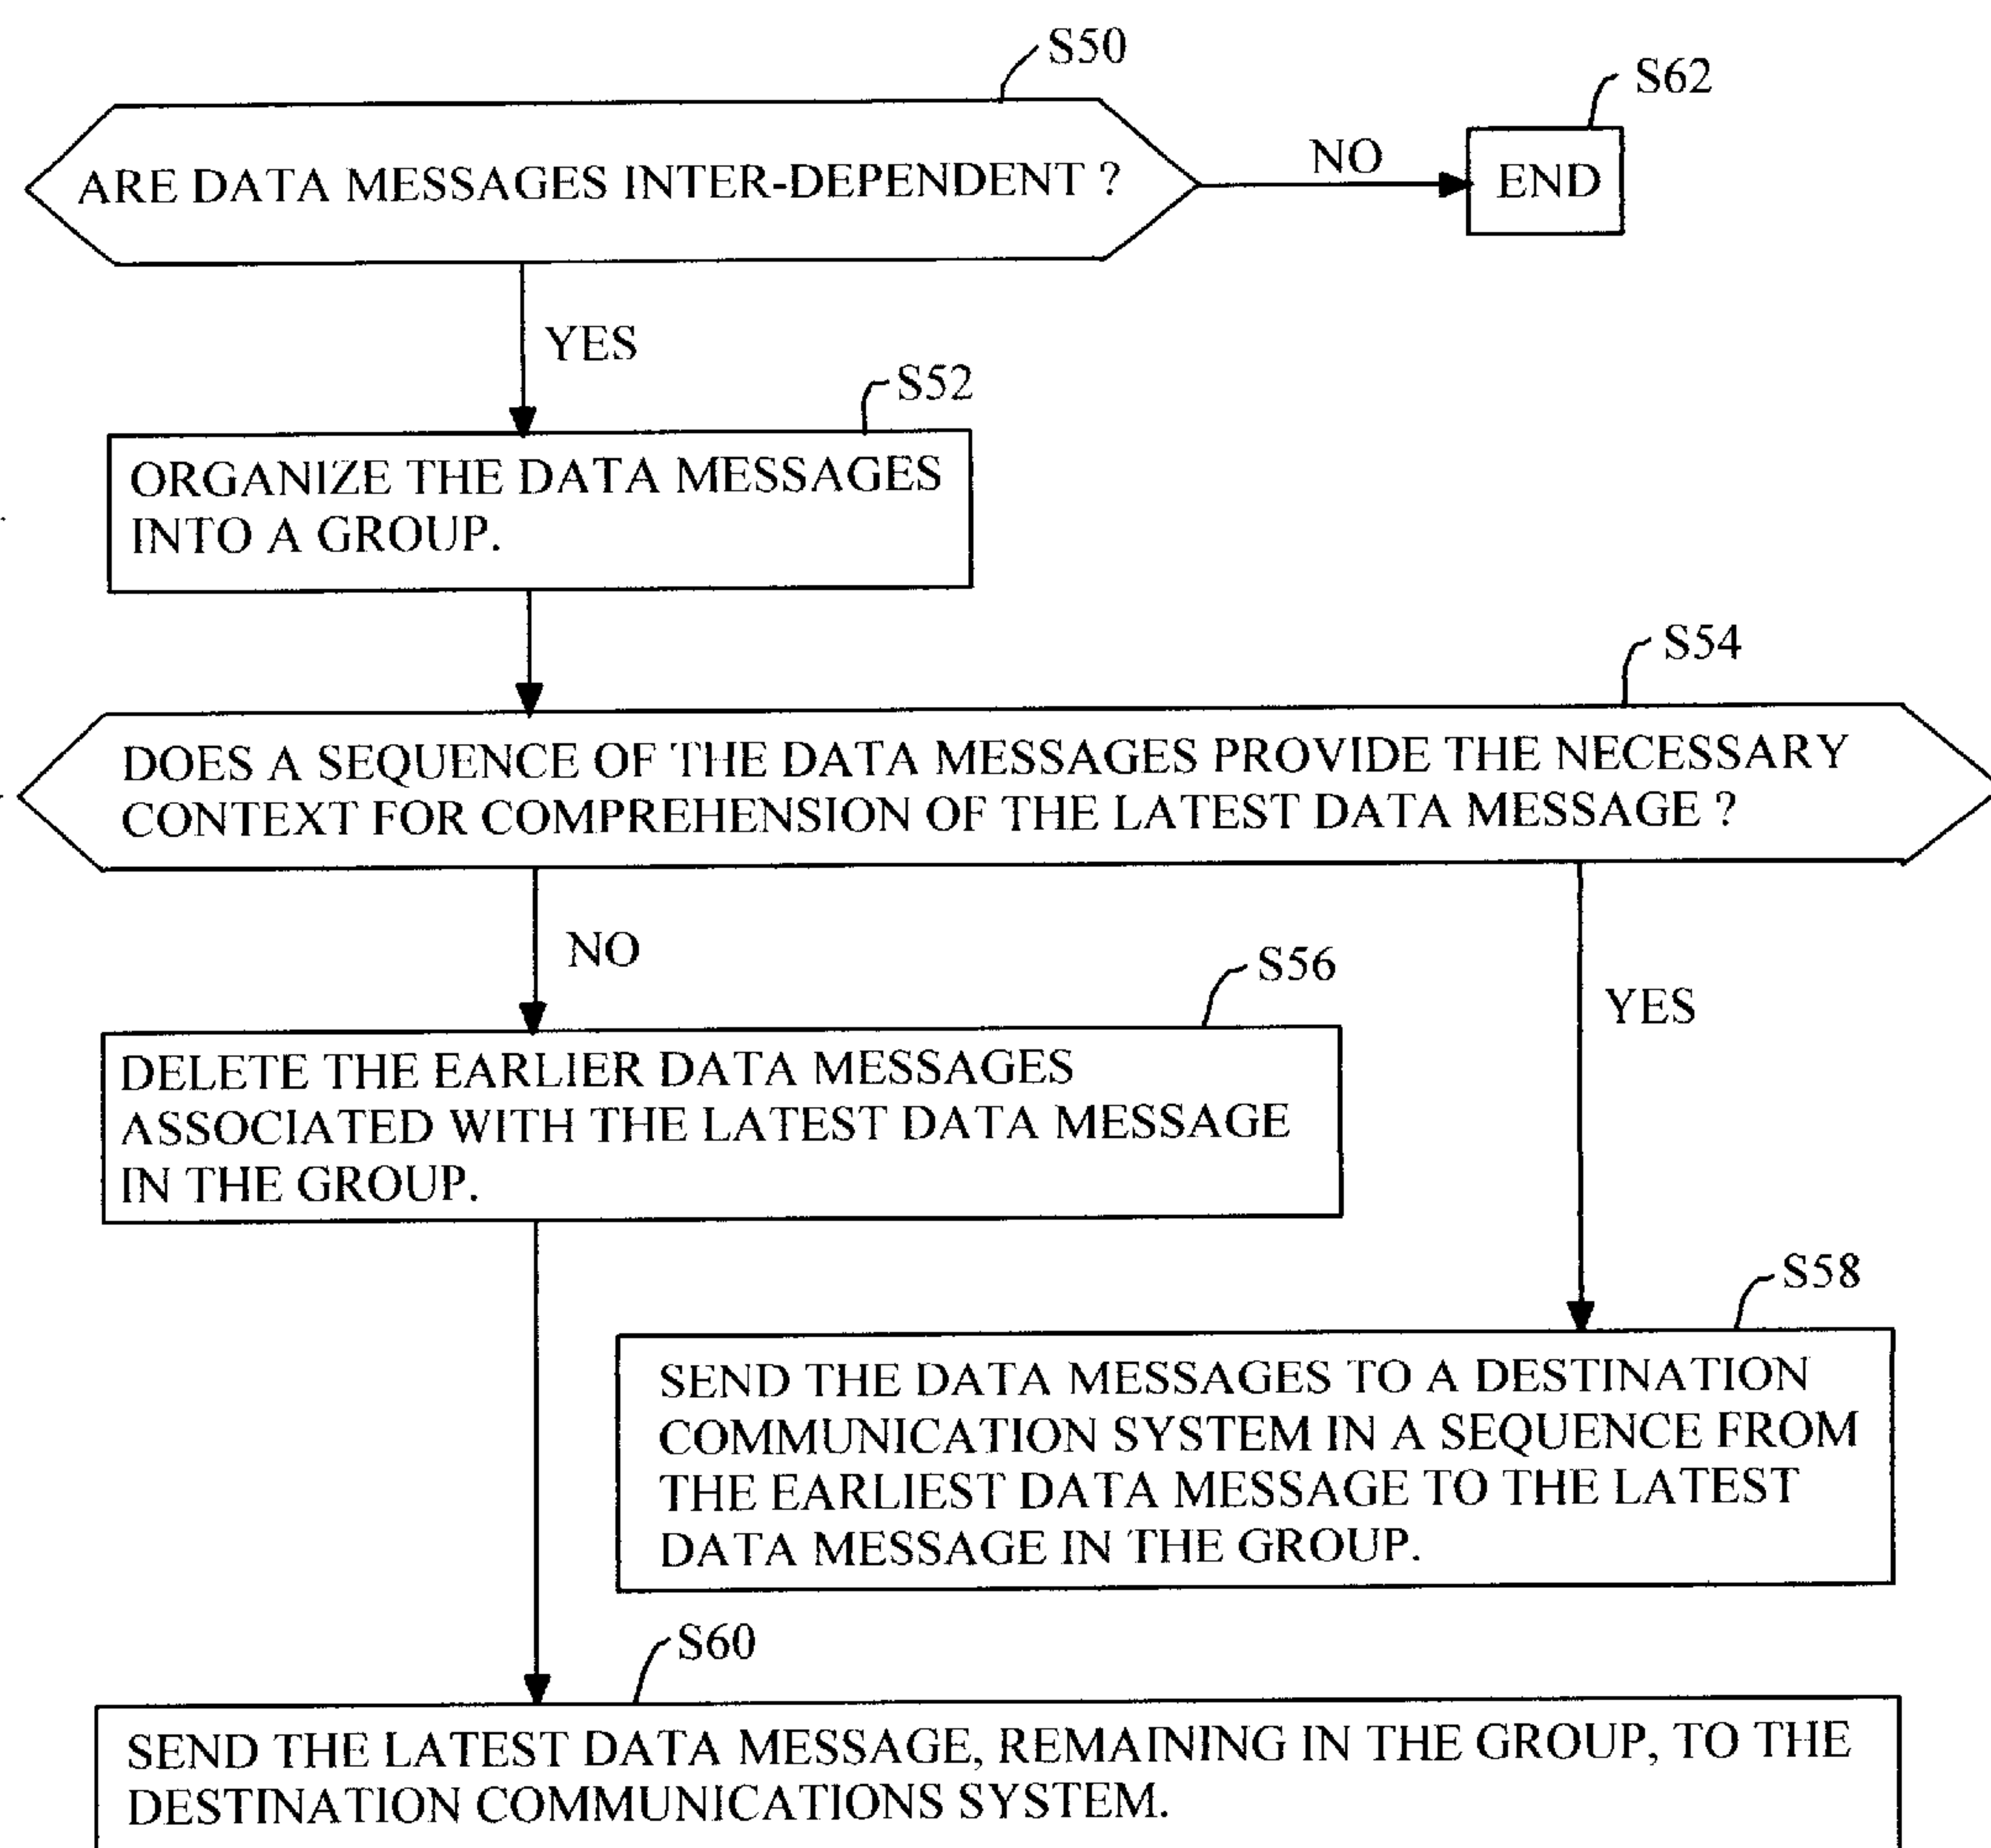 S50
S62
ARE DATA MESSAGES INTER-DEPENDENT ?
NO
END
YES
S52
ORGANIZE THE DATA MESSAGES
INTO A GROUP.
S54
DOES A SEQUENCE OF THE DATA MESSAGES PROVIDE THE NECESSARY
CONTEXT FOR COMPREHENSION OF THE LATEST DATA MESSAGE ?
NO
S56
YES
DELETE THE EARLIER DATA MESSAGES
ASSOCIATED WITH THE LATEST DATA MESSAGE
IN THE GROUP.
S58
SEND THE DATA MESSAGES TO A DESTINATION
COMMUNICATION SYSTEM IN A SEQUENCE FROM
THE EARLIEST DATA MESSAGE TO THE LATEST
DATA MESSAGE IN THE GROUP.
S60
SEND THE LATEST DATA MESSAGE, REMAINING IN THE GROUP, TO THE
DESTINATION COMMUNICATIONS SYSTEM.